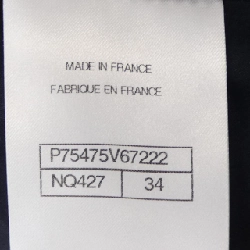 MADE IN FRANCE
FABRIQUE EN FRANCE
P75475V67222
NQ427 34